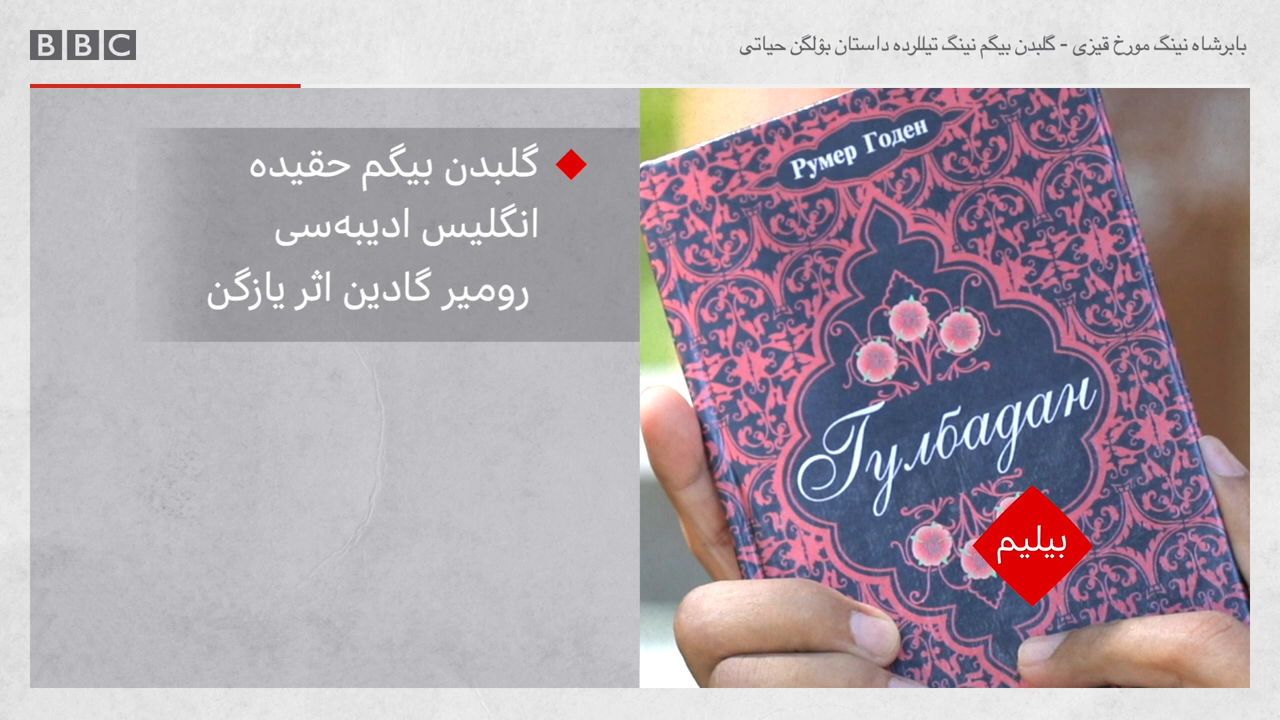 BBC
بابرشاه نینگ مورخ قیزی - گلبدن بیگم نینگ تیللرده داستان بۉلگن حیاتی
گلبدن بیگم حقیده
انگلیس ادیبه‌سی
رومیر گادین اثر یازگن
Румер Годен
Гулбадан
بیلیم